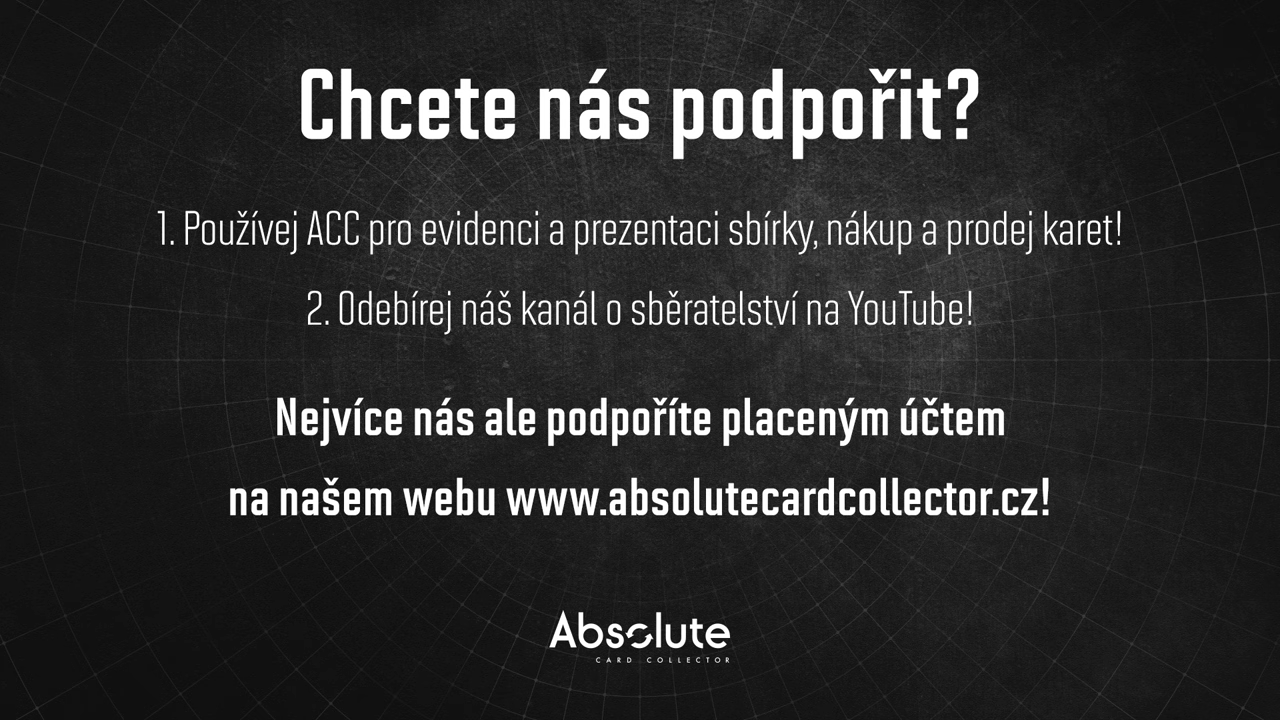 Chcete nás podpořit?
1. Používej ACC pro evidenci a prezentaci sbírky, nákup a prodej karet!
2. Odebírej náš kanál o sběratelství na YouTube!
Nejvíce nás ale podpoříte placeným účtem
na našem webu www.absolutecardcollector.cz!
Absolute
CARD COLLECTOR